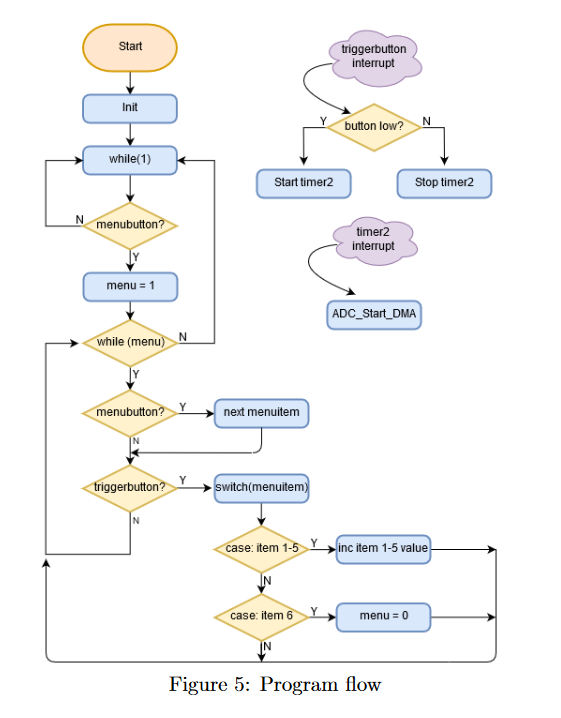 Start
triggerbutton
interrupt
Init
button low?
Y
N
while(1)
Start timer2
Stop timer2
menubutton?
N
Y
timer2
interrupt
menu = 1
ADC_Start_DMA
while (menu)
N
Y
menubutton?
Y
next menuitem
N
triggerbutton?
Y
switch(menuitem)
N
case: item 1-5
Y
inc item 1-5 value
N
case: item 6
Y
menu = 0
N
Figure 5: Program flow